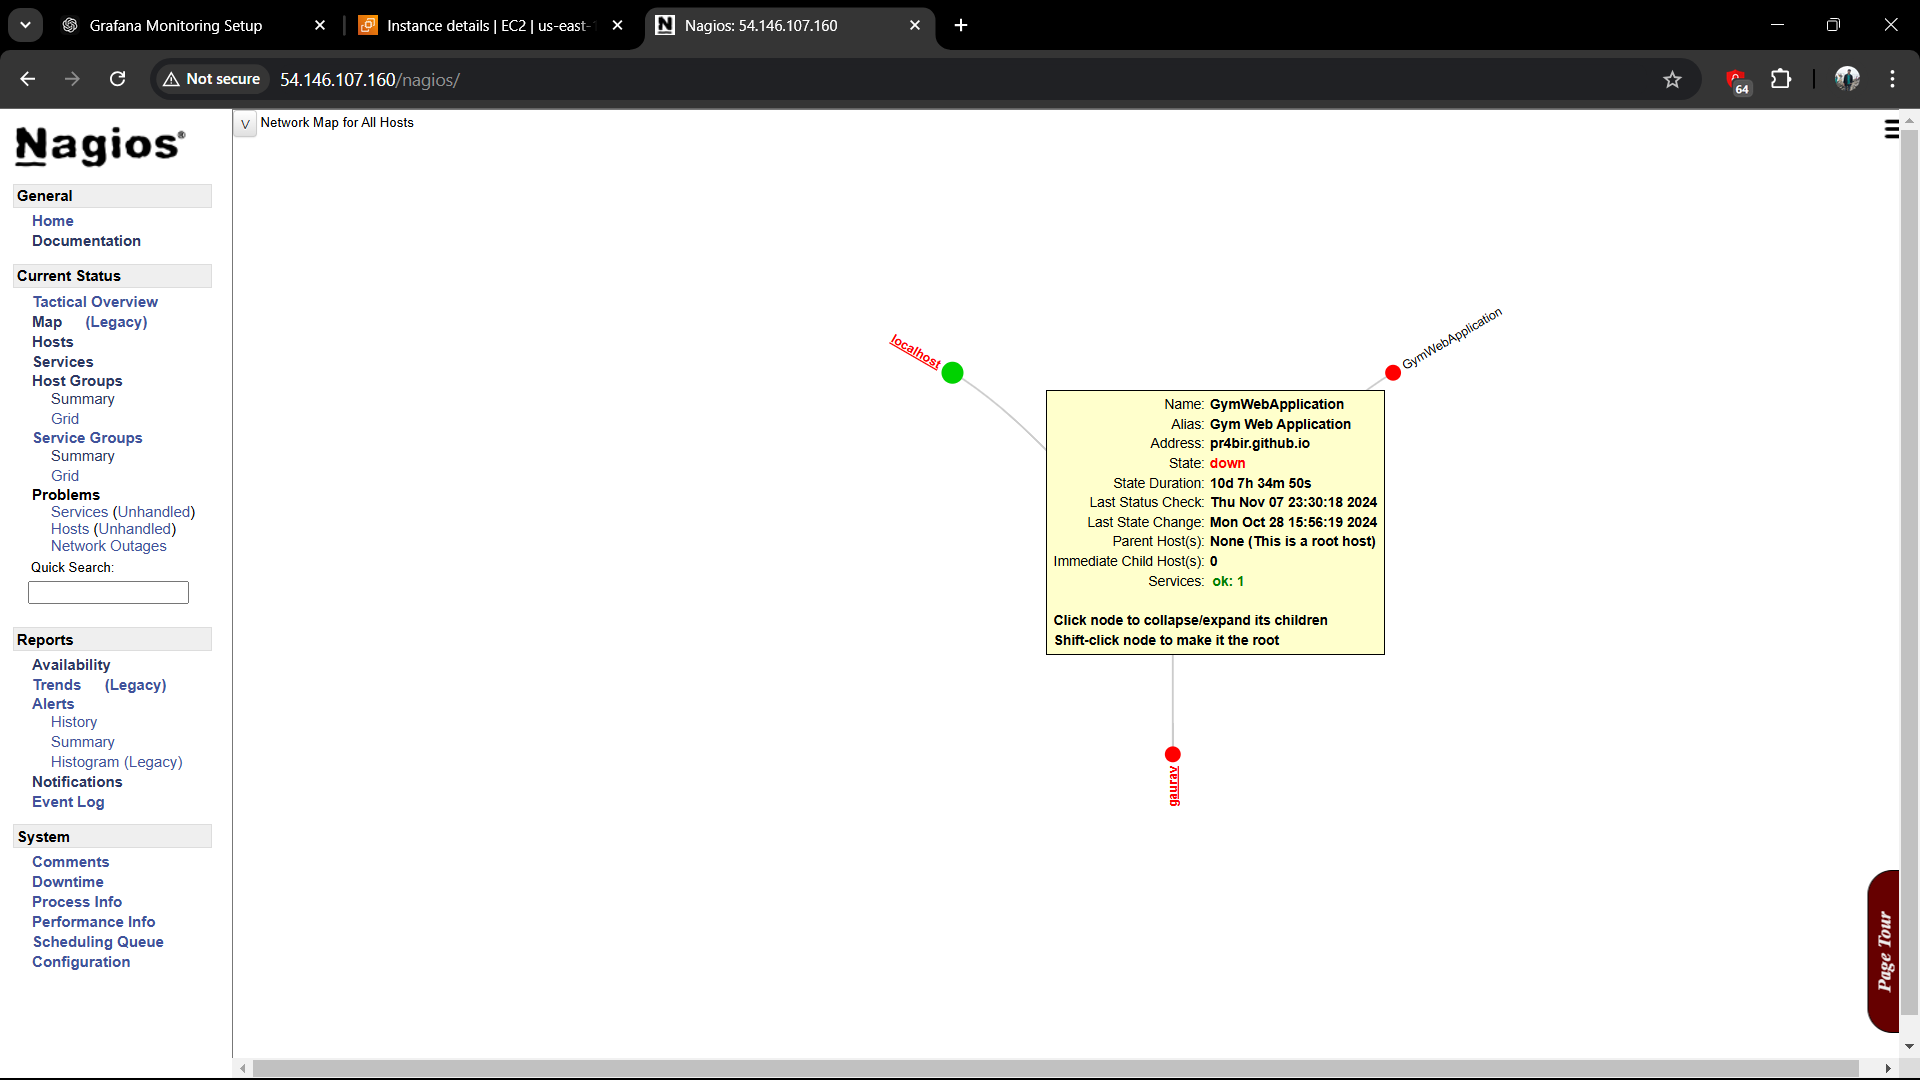 Grafana Monitoring Setup
Instance details | EC2 | us-east-1
Nagios: 54.146.107.160
Not secure
54.146.107.160/nagios/
64
Nagios®
General
Home
Documentation
Current Status
Tactical Overview
Map (Legacy)
Hosts
Services
Host Groups
Summary
Grid
Service Groups
Summary
Grid
Problems
Services (Unhandled)
Hosts (Unhandled)
Network Outages
Quick Search:
Reports
Availability
Trends (Legacy)
Alerts
History
Summary
Histogram (Legacy)
Notifications
Event Log
System
Comments
Downtime
Process Info
Performance Info
Scheduling Queue
Configuration
V Network Map for All Hosts
localhost
GymWebApplication
Name: GymWebApplication
Alias: Gym Web Application
Address: pr4bir.github.io
State: down
State Duration: 10d 7h 34m 50s
Last Status Check: Thu Nov 07 23:30:18 2024
Last State Change: Mon Oct 28 15:56:19 2024
Parent Host(s): None (This is a root host)
Immediate Child Host(s): 0
Services: ok: 1
Click node to collapse/expand its children
Shift-click node to make it the root
gaurav
Page Tour